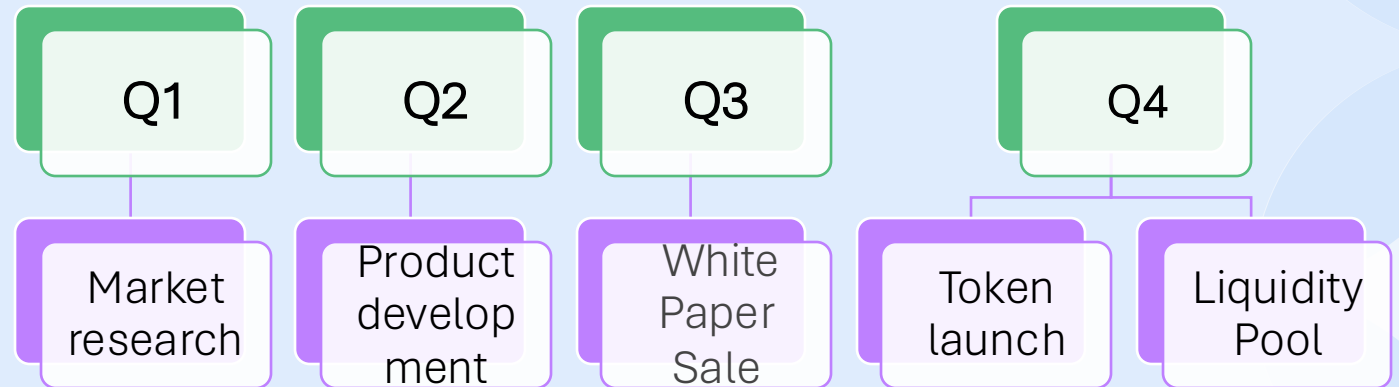 Q1
Q2
Q3
Q4
Market
research
Product
develop
ment
White
Paper
Sale
Token
launch
Liquidity
Pool